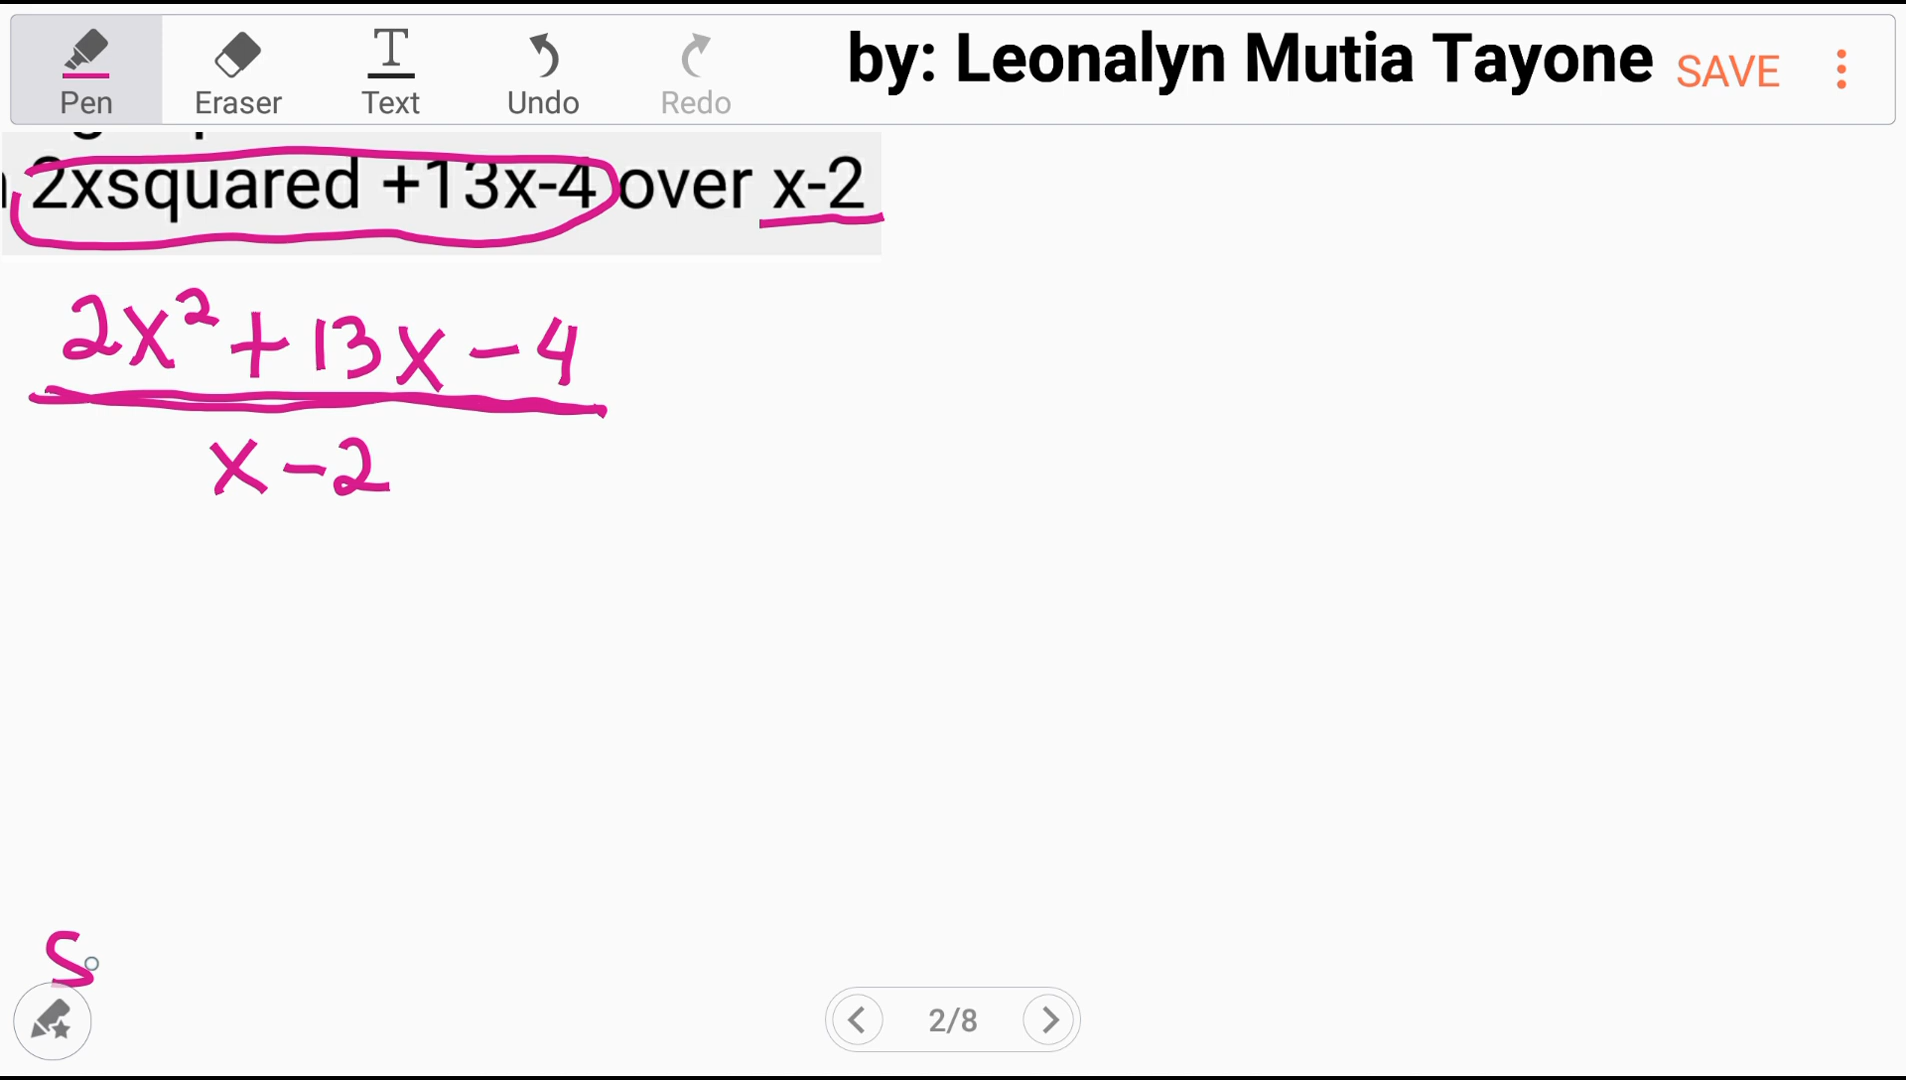 Pen Eraser Text Undo Redo by: Leonalyn Mutia Tayone SAVE
2xsquared +13x-4 over x-2
2x² + 13x - 4
x - 2
S
2/8